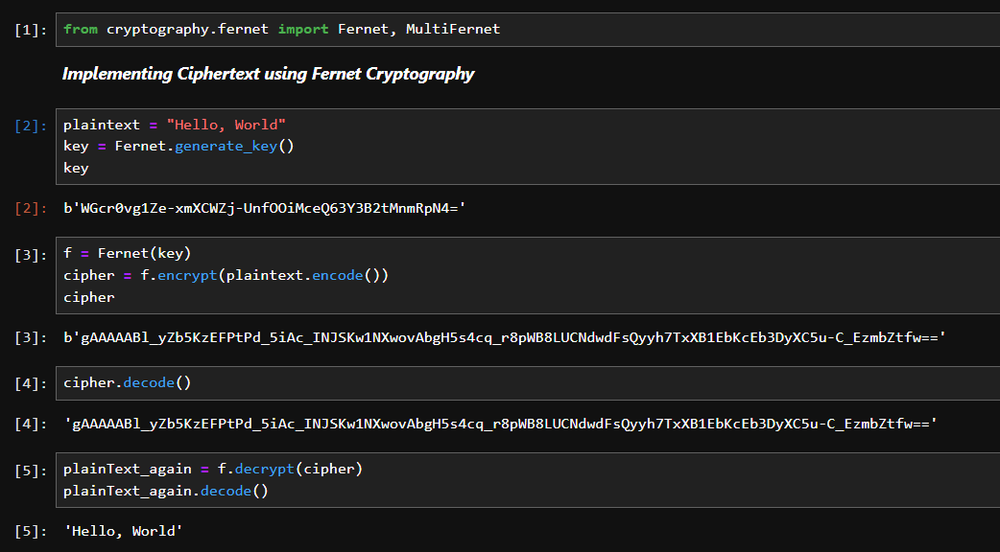 [1]: from cryptography.fernet import Fernet, MultiFernet
Implementing Ciphertext using Fernet Cryptography
[2]: plaintext = "Hello, World"
key = Fernet.generate_key()
key
[2]: b'WGcr0vg1Ze-xmXCWZj-UnfOOiMceQ63Y3B2tMnmRpN4='
[3]: f = Fernet(key)
cipher = f.encrypt(plaintext.encode())
cipher
[3]: b'gAAAAABl_yZb5KzEFPtPd_5iAc_INJSKw1NXwovAbgH5s4cq_r8pWB8LUCNdwdFsQyyh7TxXB1EbKcEb3DyXC5u-C_EzmbZtfw=='
[4]: cipher.decode()
[4]: 'gAAAAABl_yZb5KzEFPtPd_5iAc_INJSKw1NXwovAbgH5s4cq_r8pWB8LUCNdwdFsQyyh7TxXB1EbKcEb3DyXC5u-C_EzmbZtfw=='
[5]: plainText_again = f.decrypt(cipher)
plainText_again.decode()
[5]: 'Hello, World'